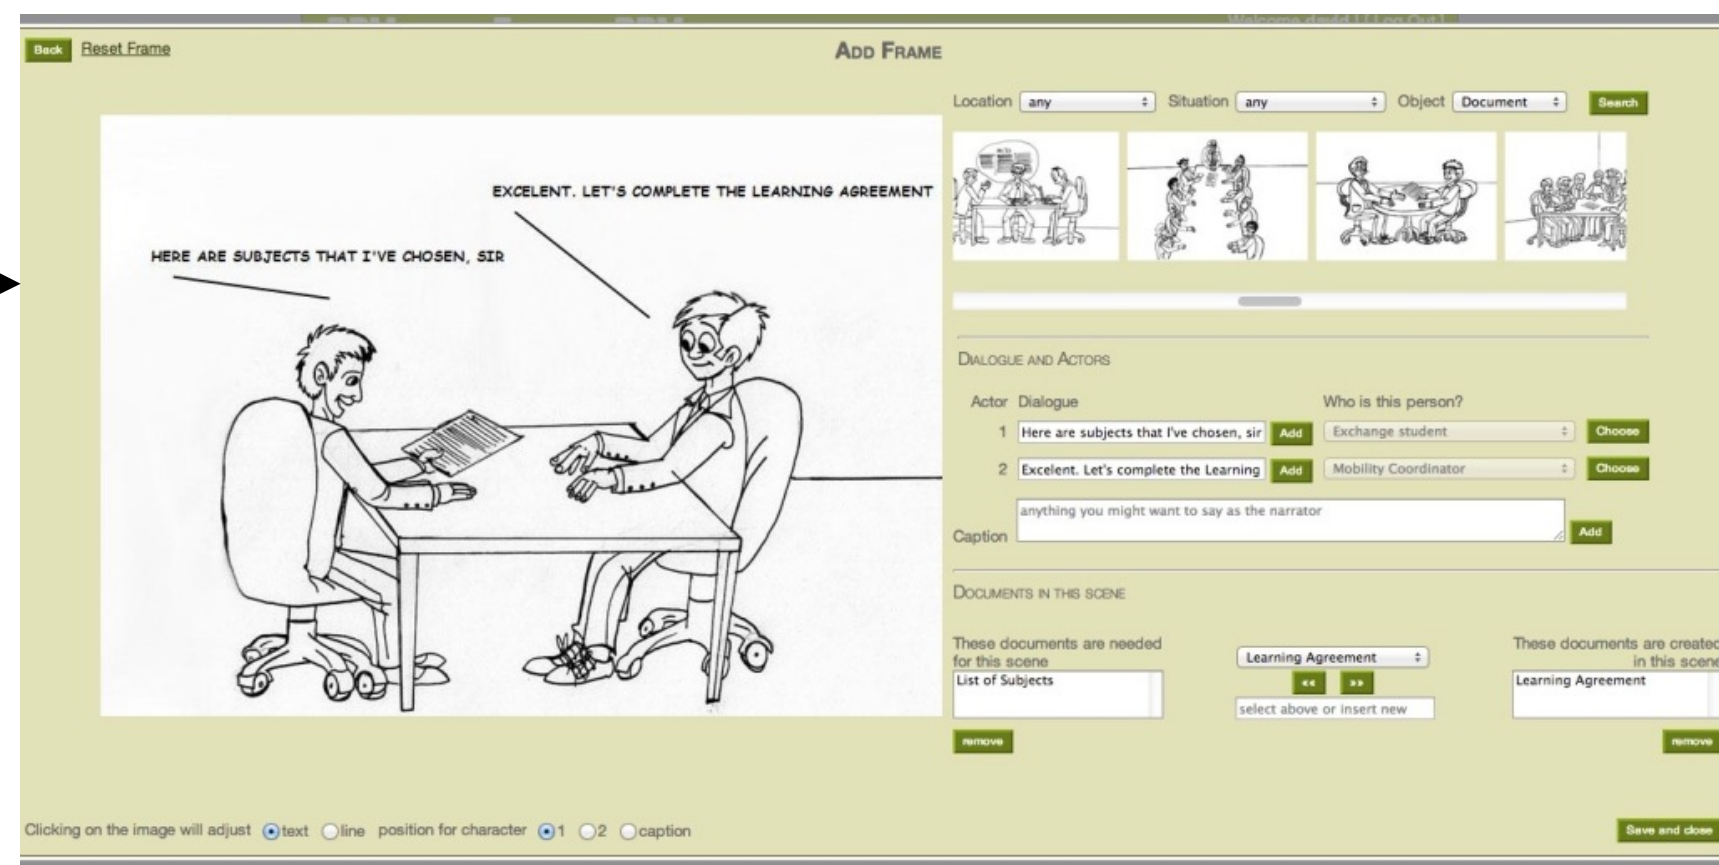 Welcome david ! [ Log Out ]
Back Reset Frame
ADD FRAME
Location any Situation any Object Document Search
EXCELENT. LET'S COMPLETE THE LEARNING AGREEMENT
HERE ARE SUBJECTS THAT I'VE CHOSEN, SIR
DIALOGUE AND ACTORS
Actor Dialogue Who is this person?
1 Here are subjects that I've chosen, sir Add Exchange student Choose
2 Excelent. Let's complete the Learning Add Mobility Coordinator Choose
anything you might want to say as the narrator
Caption Add
DOCUMENTS IN THIS SCENE
These documents are needed
for this scene
List of Subjects
remove
Learning Agreement
<< >>
select above or insert new
These documents are created
in this scene
Learning Agreement
remove
Clicking on the image will adjust text line position for character 1 2 caption
Save and close